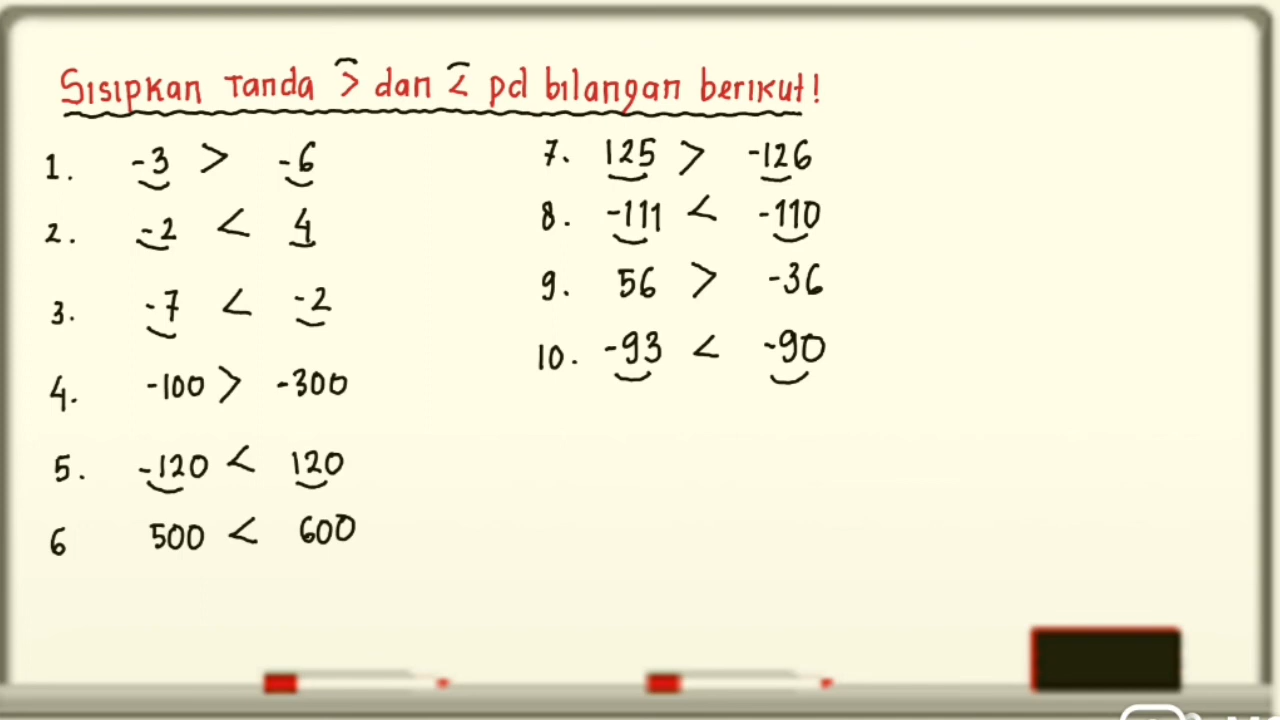 Sisipkan Tanda > dan < pd bilangan berikut!
1. -3 > -6
2. -2 < 4
3. -7 < -2
4. -100 > -300
5. -120 < 120
6 500 < 600
7. 125 > -126
8. -111 < -110
9. 56 > -36
10. -93 < -90